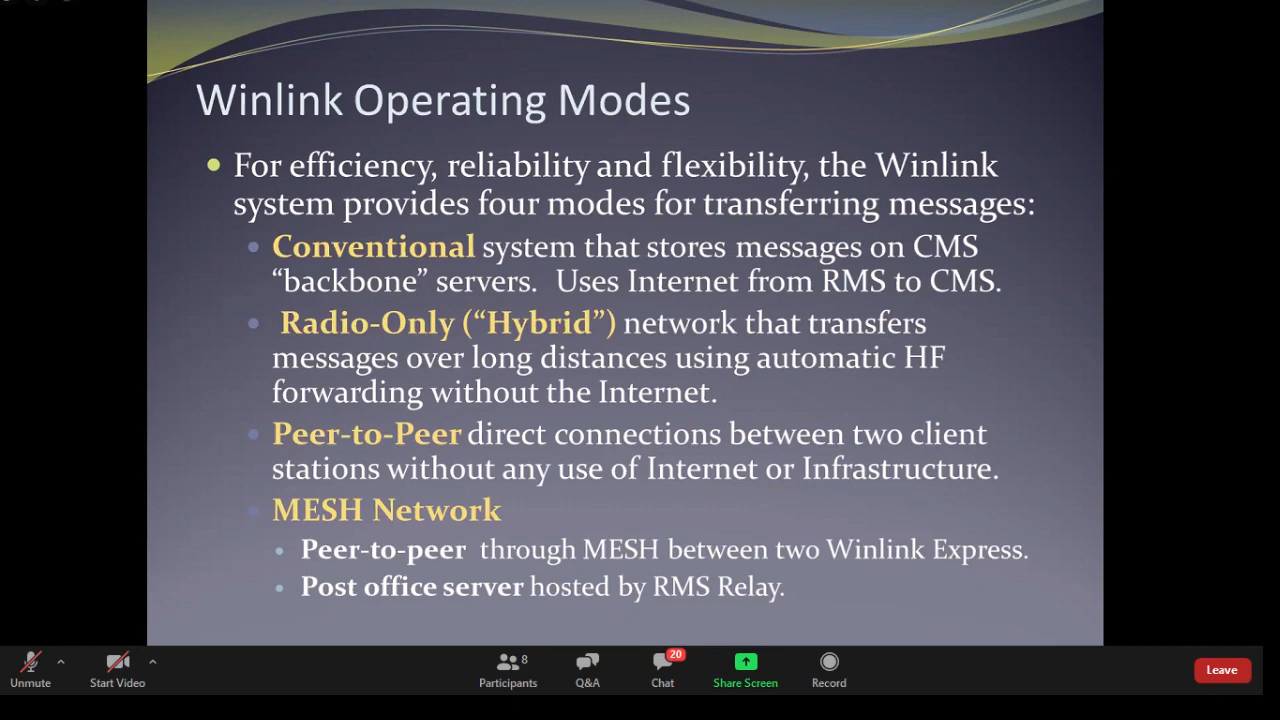 Winlink Operating Modes
For efficiency, reliability and flexibility, the Winlink
system provides four modes for transferring messages:
Conventional system that stores messages on CMS
“backbone” servers.  Uses Internet from RMS to CMS.
Radio-Only (“Hybrid”) network that transfers
messages over long distances using automatic HF
forwarding without the Internet.
Peer-to-Peer direct connections between two client
stations without any use of Internet or Infrastructure.
MESH Network
Peer-to-peer  through MESH between two Winlink Express.
Post office server hosted by RMS Relay.
8
20
Unmute
Start Video
Participants
Q&A
Chat
Share Screen
Record
Leave